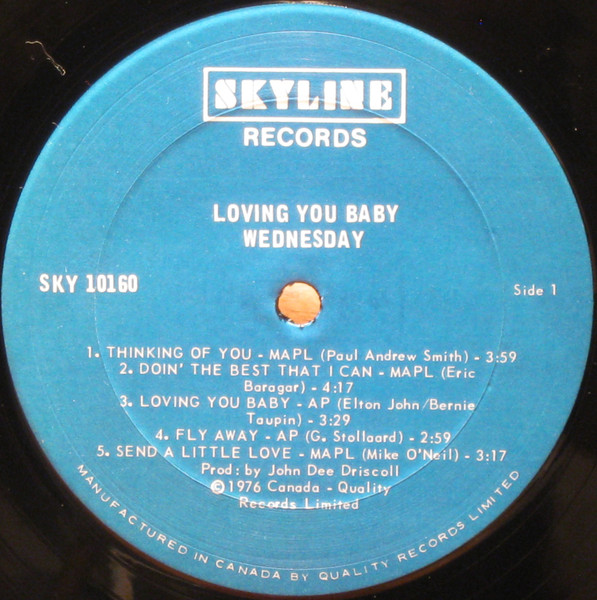 SKYLINE
RECORDS
LOVING YOU BABY
WEDNESDAY
SKY 10160
Side 1
1. THINKING OF YOU - MAPL (Paul Andrew Smith) - 3:59
2. DOIN' THE BEST THAT I CAN - MAPL (Eric
Baragar) - 4:17
3. LOVING YOU BABY - AP (Elton John/Bernie
Taupin) - 3:29
4. FLY AWAY - AP (G. Stollaard) - 2:59
5. SEND A LITTLE LOVE - MAPL (Mike O'Neil) - 3:17
Prod: by John Dee Driscoll
©1976 Canada - Quality
Records Limited
MANUFACTURED IN CANADA BY QUALITY RECORDS LIMITED